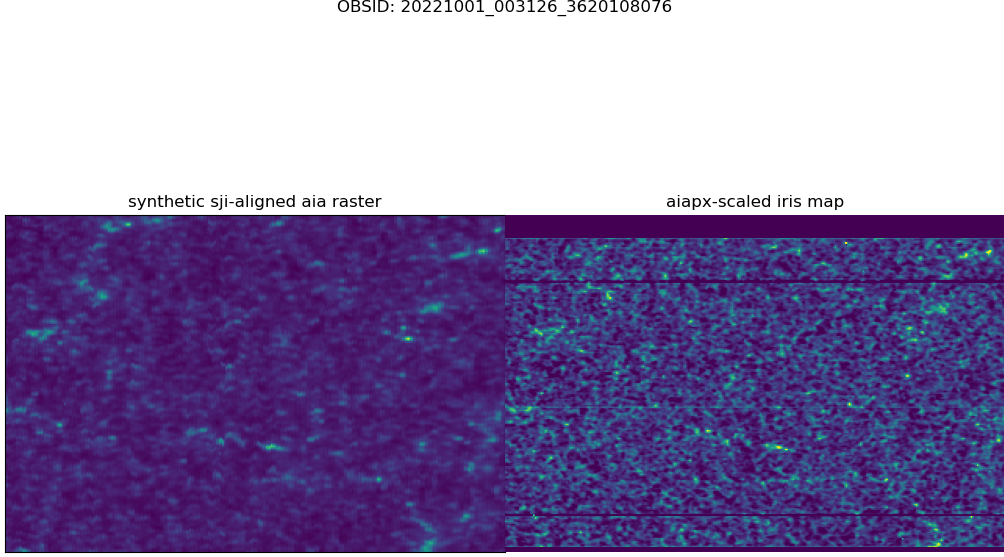 OBSID: 20221001_003126_3620108076
synthetic sji-aligned aia raster
aiapx-scaled iris map